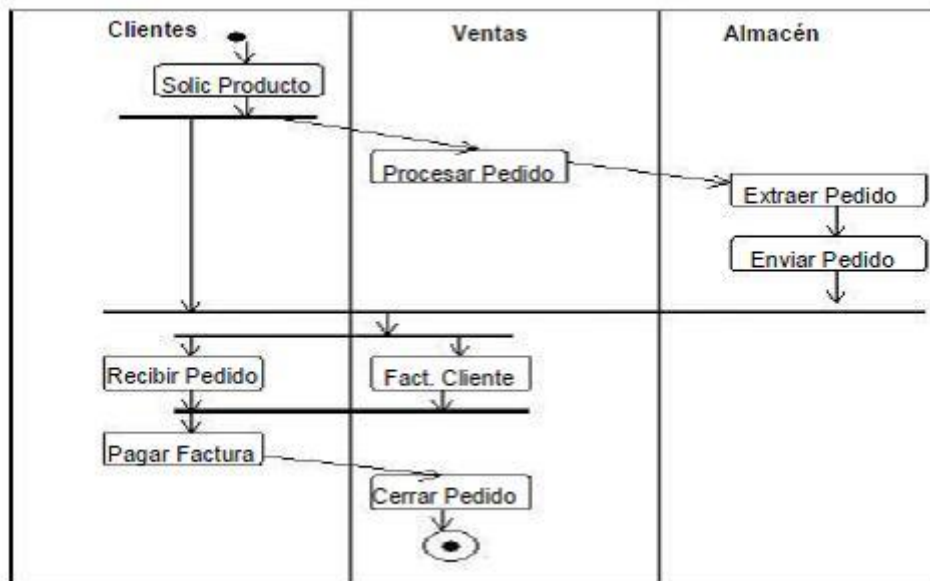 Clientes
Ventas
Almacén
Solic Producto
Procesar Pedido
Extraer Pedido
Enviar Pedido
Recibir Pedido
Fact. Cliente
Pagar Factura
Cerrar Pedido